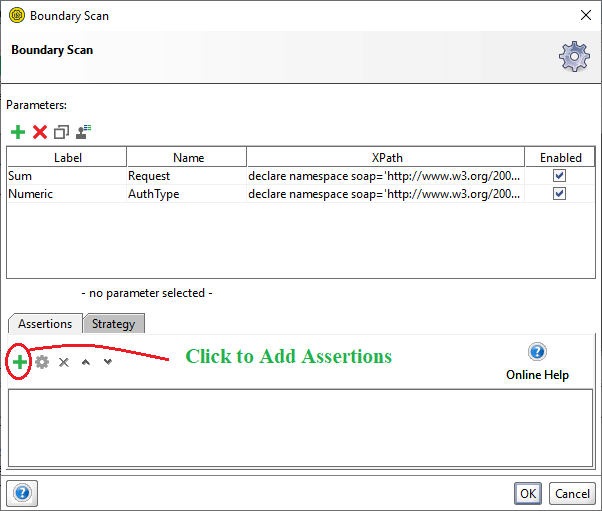 Boundary Scan
Boundary Scan
Parameters:
Label Name XPath Enabled
Sum Request declare namespace soap='http://www.w3.org/200...
Numeric AuthType declare namespace soap='http://www.w3.org/200...
- no parameter selected -
Assertions Strategy
Click to Add Assertions
Online Help
OK Cancel